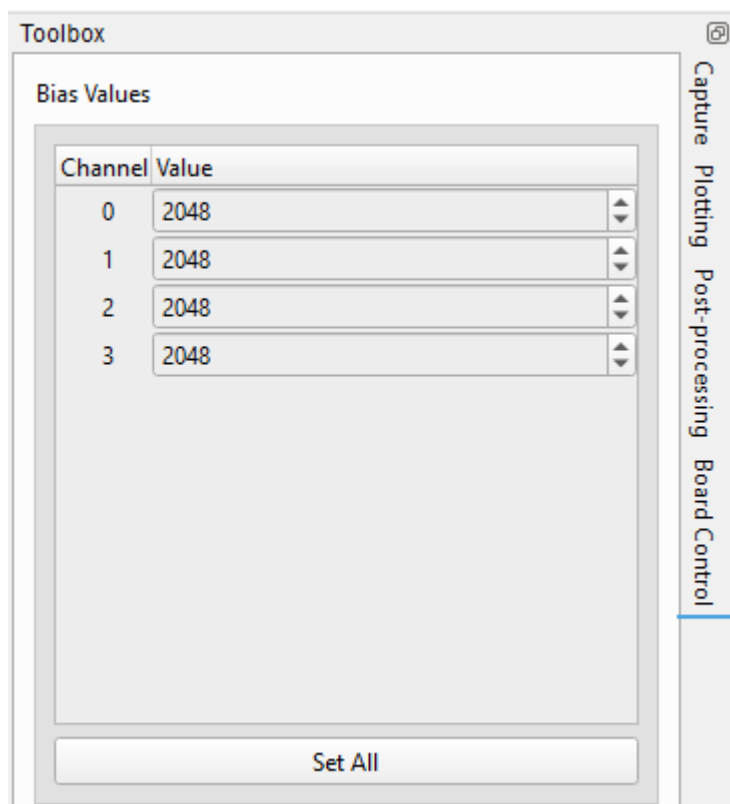 Toolbox
Bias Values
Channel Value
0 2048
1 2048
2 2048
3 2048
Set All
Capture
Plotting
Post-processing
Board Control